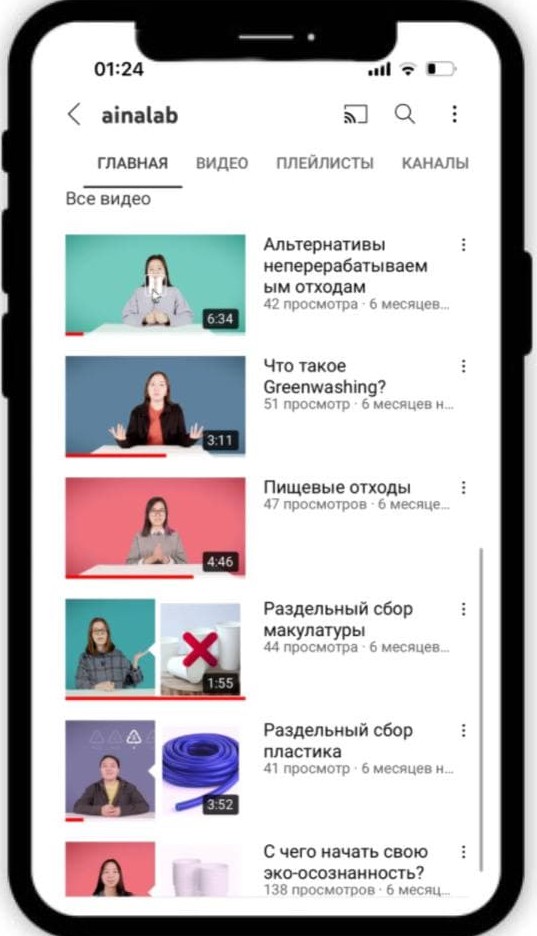 01:24
ainalab
ГЛАВНАЯ ВИДЕО ПЛЕЙЛИСТЫ КАНАЛЫ
Все видео
6:34
Альтернативы
неперерабатываем
ым отходам
42 просмотра · 6 месяцев...
3:11
Что такое
Greenwashing?
51 просмотр · 6 месяцев н...
4:46
Пищевые отходы
47 просмотров · 6 месяце...
1:55
Раздельный сбор
макулатуры
44 просмотра · 6 месяцев...
3:52
Раздельный сбор
пластика
41 просмотр · 6 месяцев н...
С чего начать свою
эко-осознанность?
138 просмотров · 6 месяц...